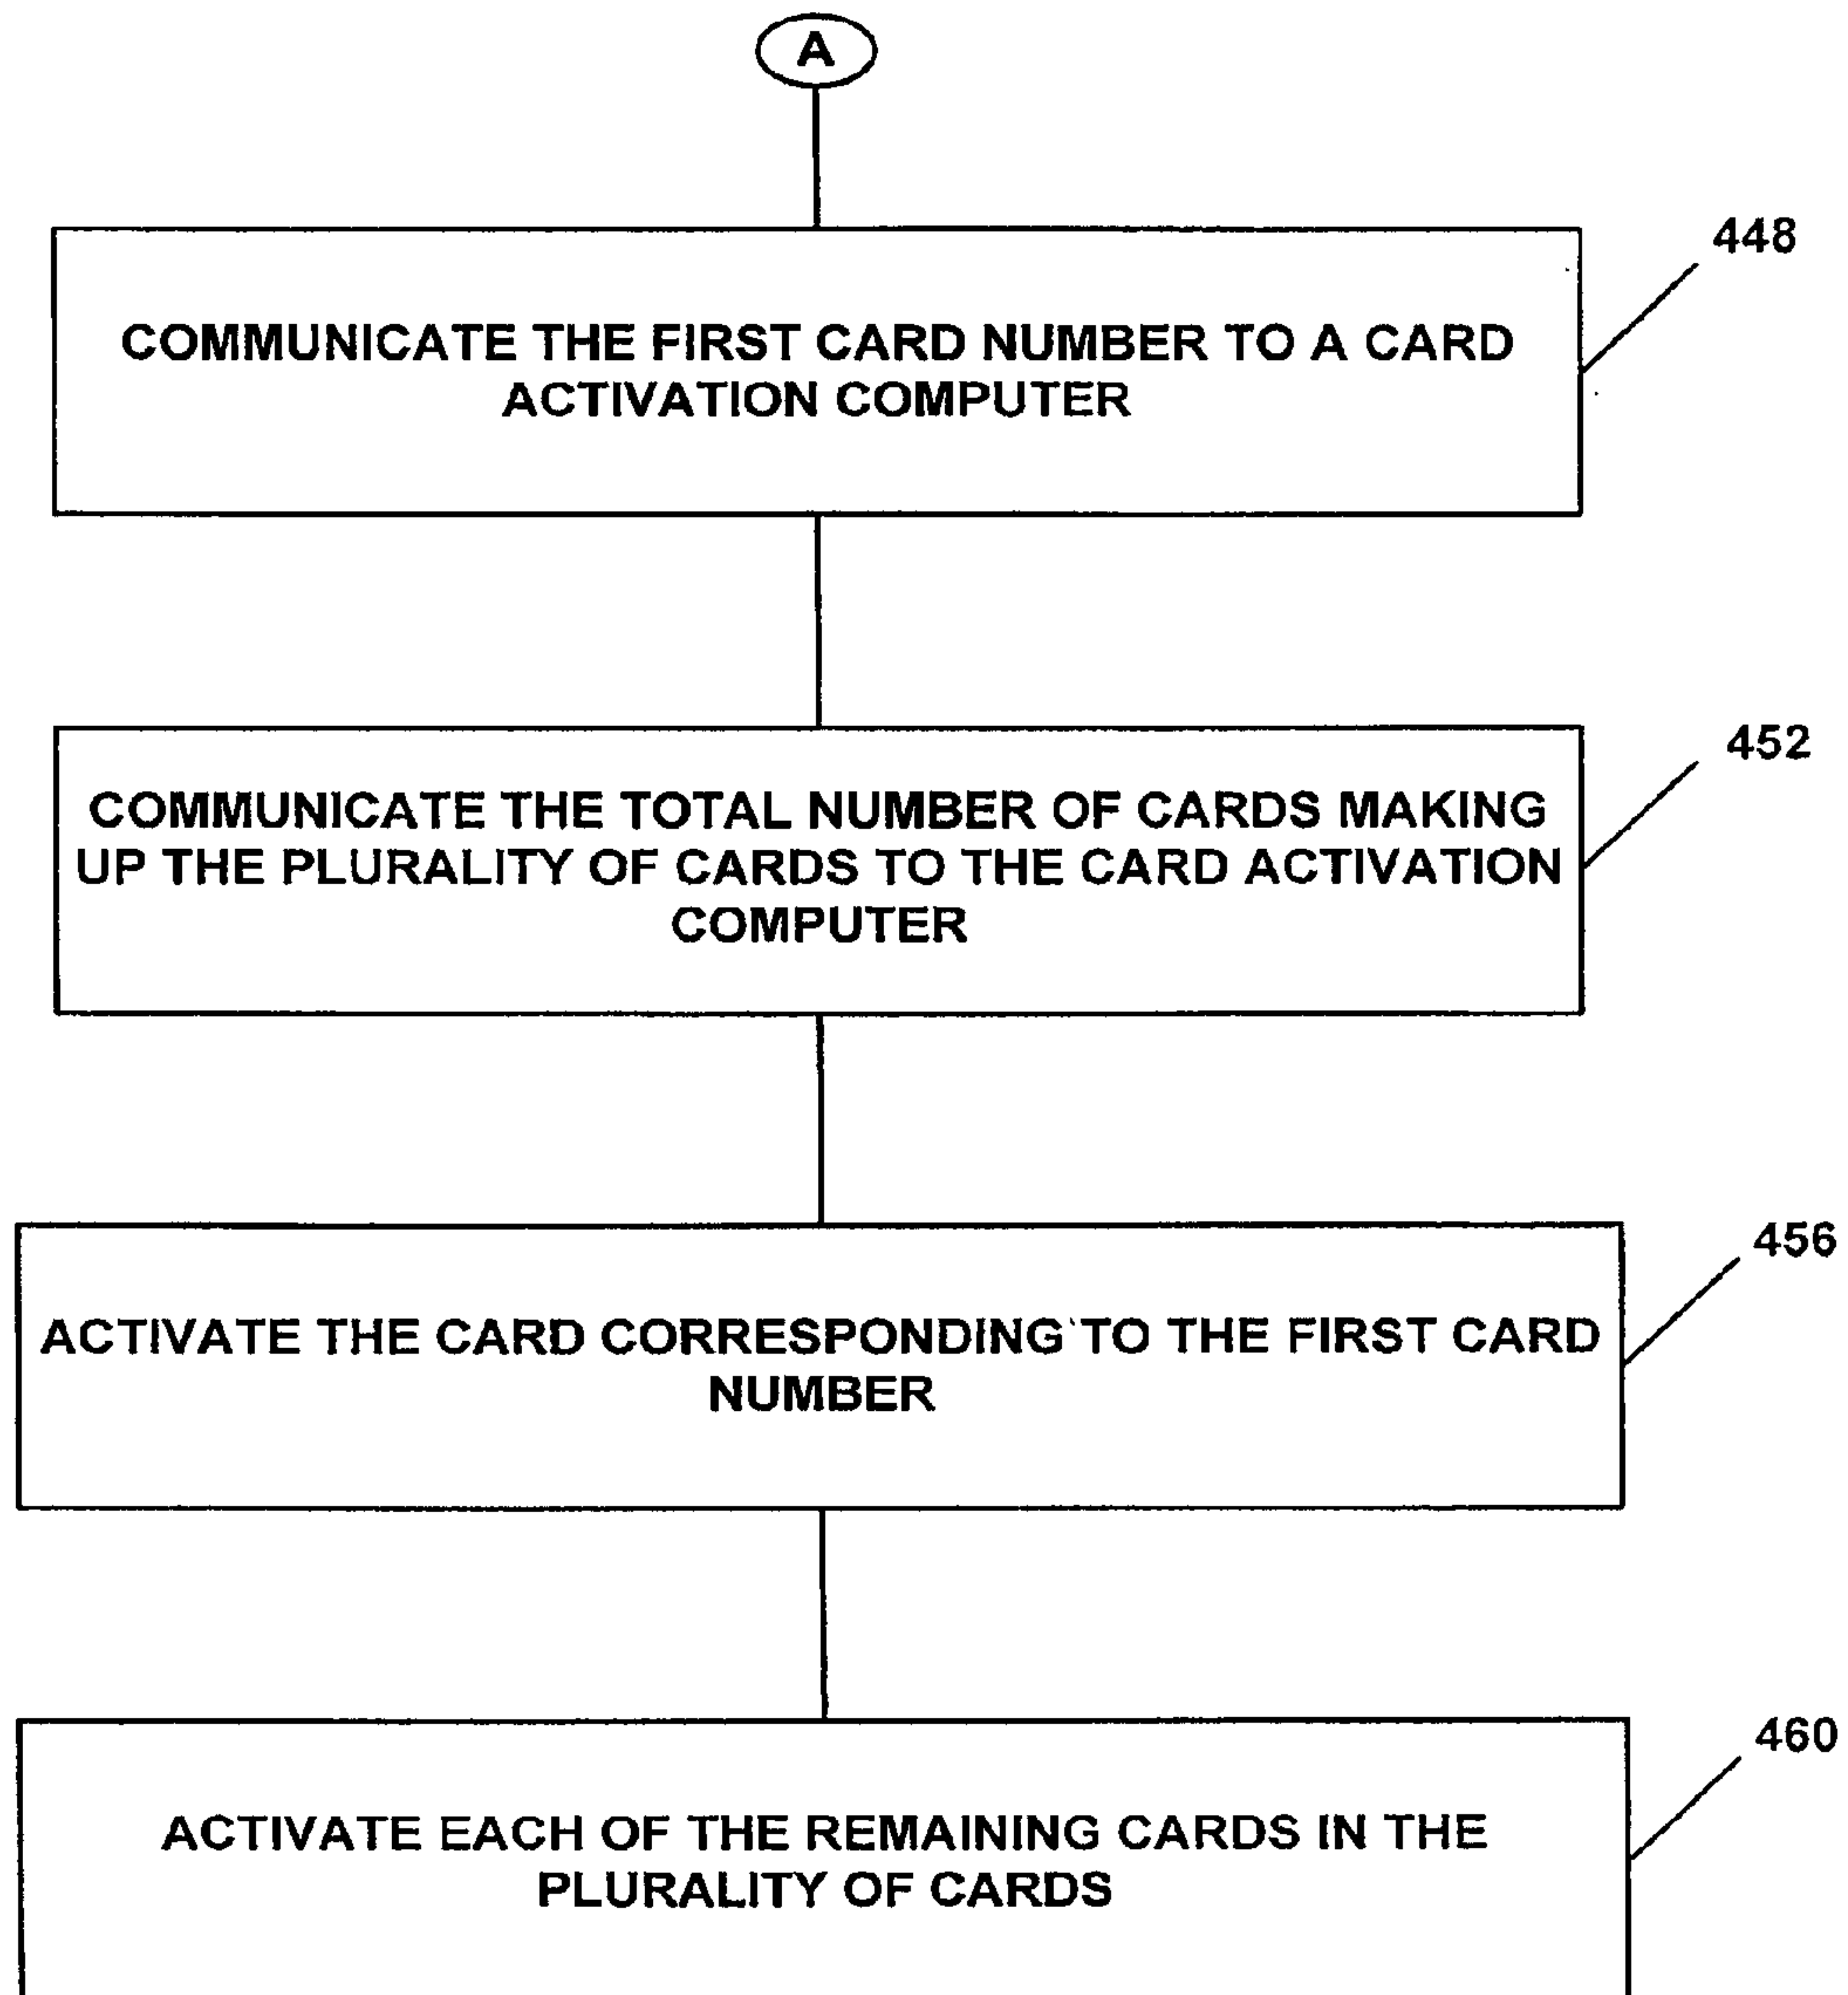 A
448
COMMUNICATE THE FIRST CARD NUMBER TO A CARD
ACTIVATION COMPUTER
452
COMMUNICATE THE TOTAL NUMBER OF CARDS MAKING
UP THE PLURALITY OF CARDS TO THE CARD ACTIVATION
COMPUTER
456
ACTIVATE THE CARD CORRESPONDING TO THE FIRST CARD
NUMBER
460
ACTIVATE EACH OF THE REMAINING CARDS IN THE
PLURALITY OF CARDS